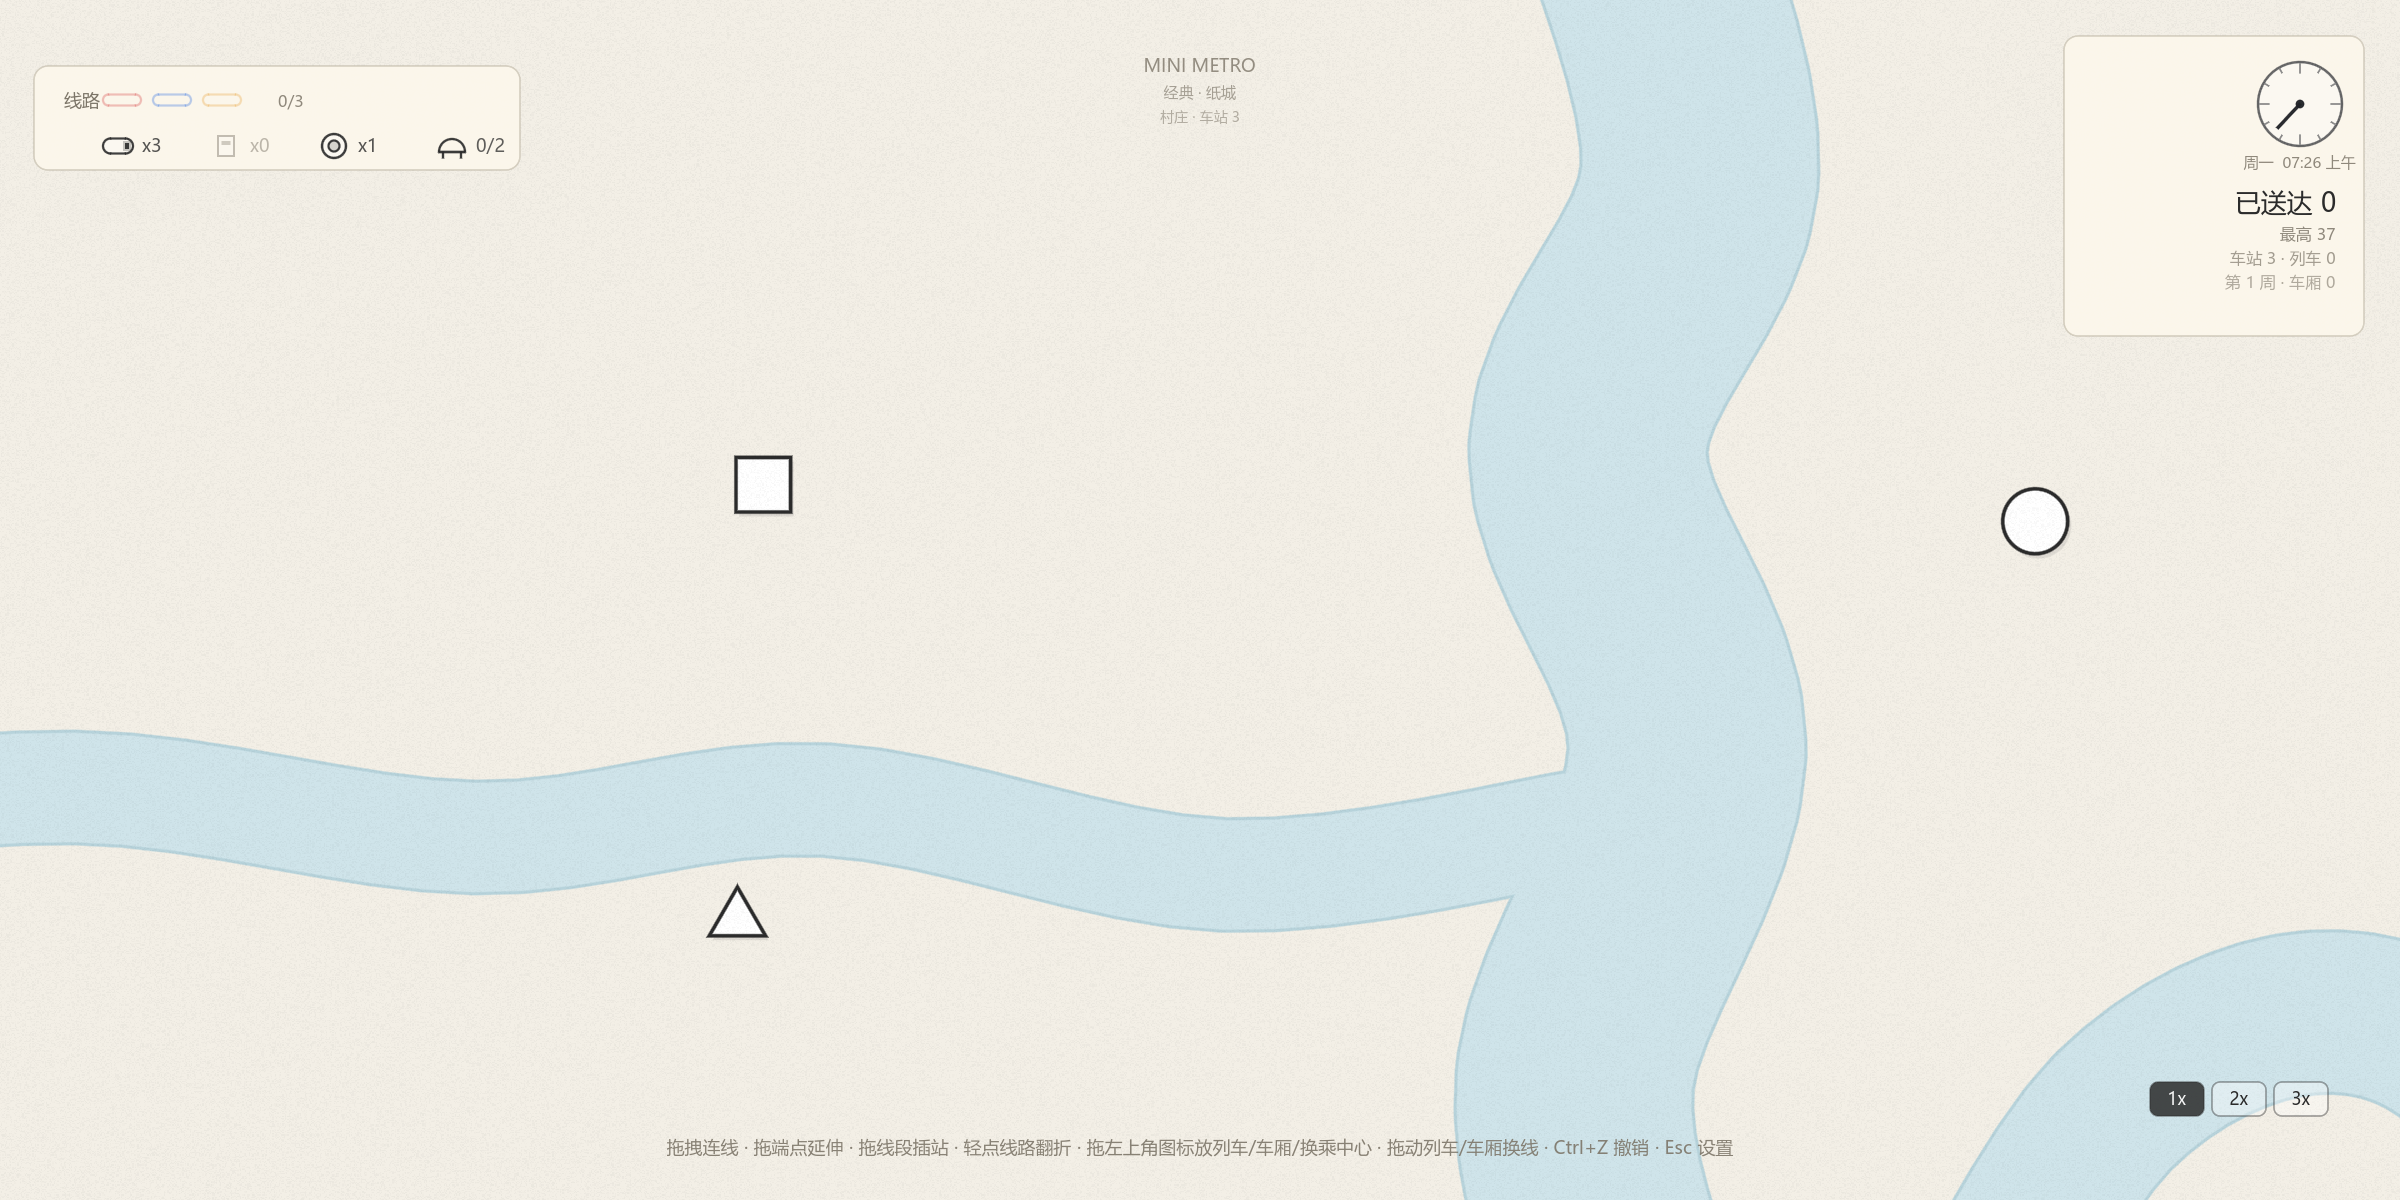 线路 0/3
x3 x0 x1 0/2
MINI METRO
经典 · 纸城
村庄 · 车站 3
周一 07:26 上午
已送达 0
最高 37
车站 3 · 列车 0
第 1 周 · 车厢 0
1x 2x 3x
拖拽连线 · 拖端点延伸 · 拖线段插站 · 轻点线路翻折 · 拖左上角图标放列车/车厢/换乘中心 · 拖动列车/车厢换线 · Ctrl+Z 撤销 · Esc 设置